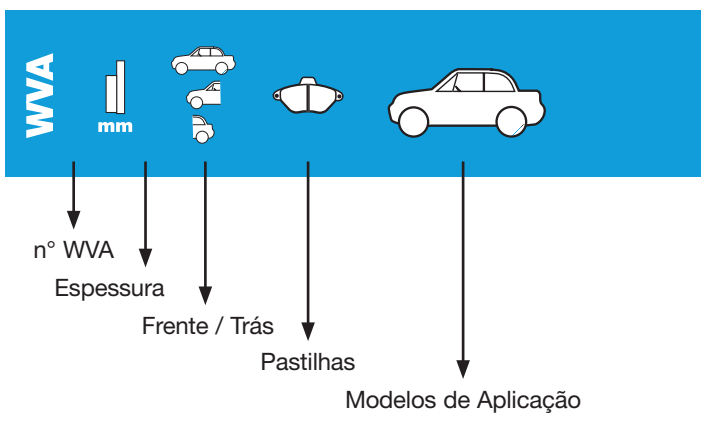 WVA
mm
n° WVA
Espessura
Frente / Trás
Pastilhas
Modelos de Aplicação